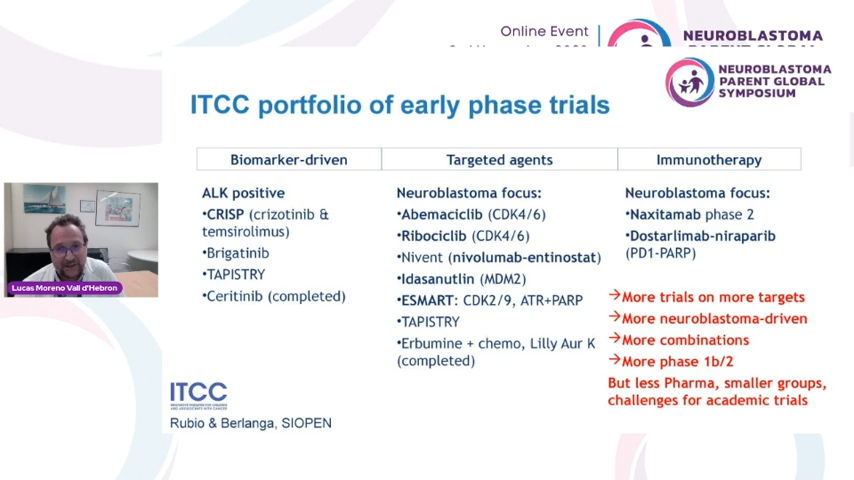 Online Event
NEUROBLASTOMA
NEUROBLASTOMA
PARENT GLOBAL
SYMPOSIUM
ITCC portfolio of early phase trials
Biomarker-driven
Targeted agents
Immunotherapy
ALK positive
•CRISP (crizotinib &
temsirolimus)
•Brigatinib
•TAPISTRY
•Ceritinib (completed)
Neuroblastoma focus:
•Abemaciclib (CDK4/6)
•Ribociclib (CDK4/6)
•Nivent (nivolumab-entinostat)
•Idasanutlin (MDM2)
•ESMART: CDK2/9, ATR+PARP
•TAPISTRY
•Erbumine + chemo, Lilly Aur K
(completed)
Neuroblastoma focus:
•Naxitamab phase 2
•Dostarlimab-niraparib
(PD1-PARP)
→More trials on more targets
→More neuroblastoma-driven
→More combinations
→More phase 1b/2
But less Pharma, smaller groups,
challenges for academic trials
Lucas Moreno Vall d'Hebron
ITCC
Rubio & Berlanga, SIOPEN